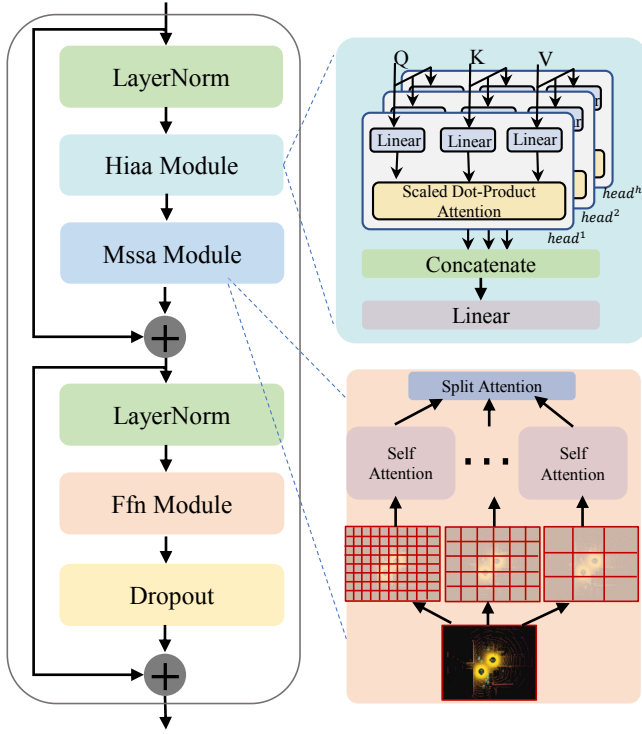 LayerNorm
Hiaa Module
Mssa Module
LayerNorm
Ffn Module
Dropout
Q K V
Linear Linear Linear
Scaled Dot-Product
Attention
head^h
head^2
head^1
Concatenate
Linear
Split Attention
Self
Attention
...
Self
Attention